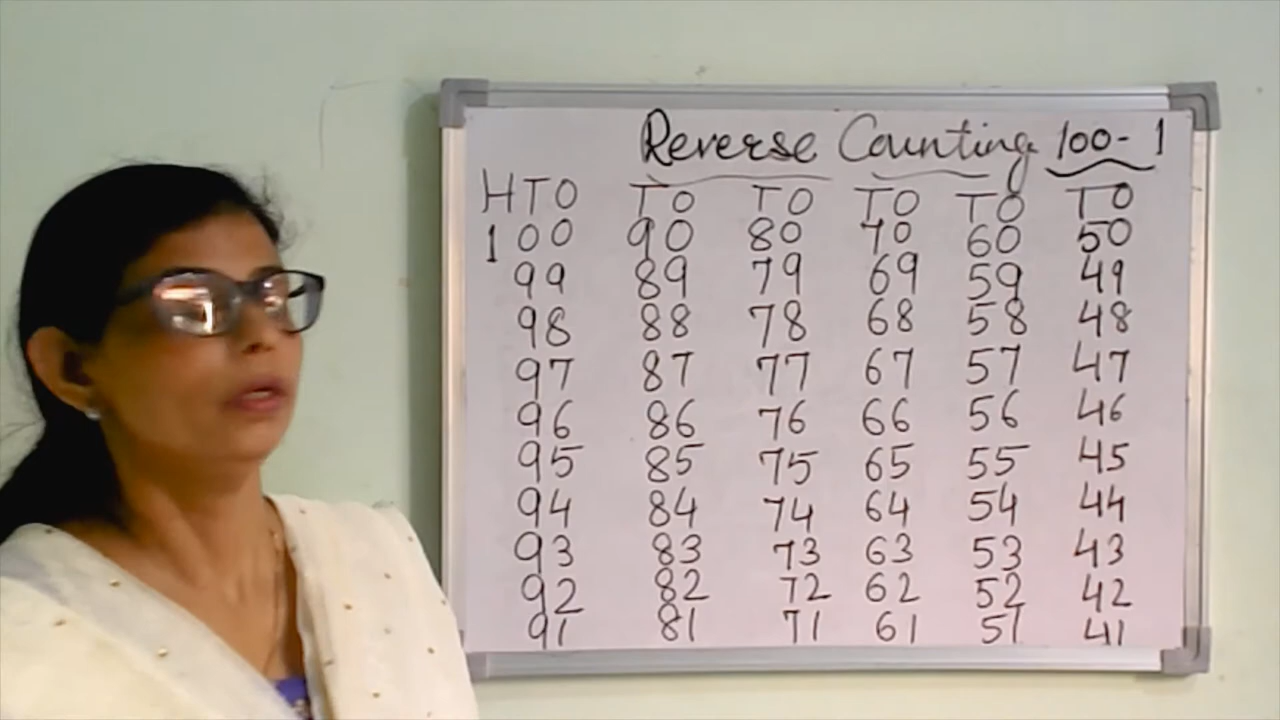 Reverse Counting 100-1
HTO TO TO TO TO TO
100 90 80 70 60 50
99 89 79 69 59 49
98 88 78 68 58 48
97 87 77 67 57 47
96 86 76 66 56 46
95 85 75 65 55 45
94 84 74 64 54 44
93 83 73 63 53 43
92 82 72 62 52 42
91 81 71 61 51 41